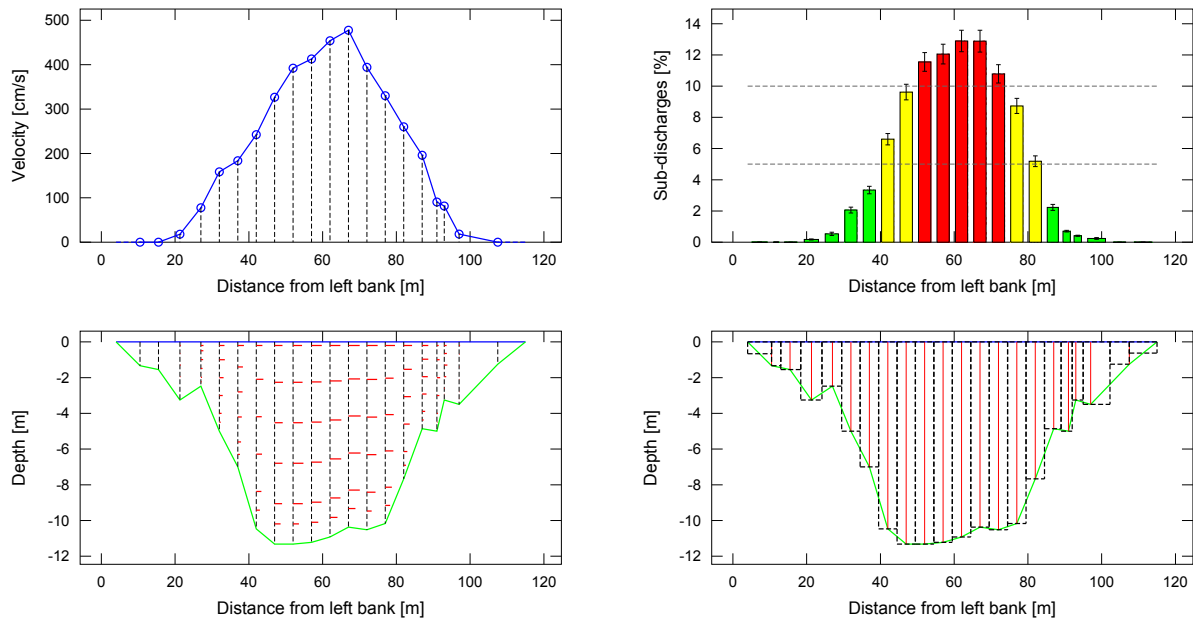 Velocity [cm/s]
500
400
300
200
100
0
0 20 40 60 80 100 120
Distance from left bank [m]
Sub-discharges [%]
14
12
10
8
6
4
2
0
0 20 40 60 80 100 120
Distance from left bank [m]
Depth [m]
0
-2
-4
-6
-8
-10
-12
0 20 40 60 80 100 120
Distance from left bank [m]
Depth [m]
0
-2
-4
-6
-8
-10
-12
0 20 40 60 80 100 120
Distance from left bank [m]